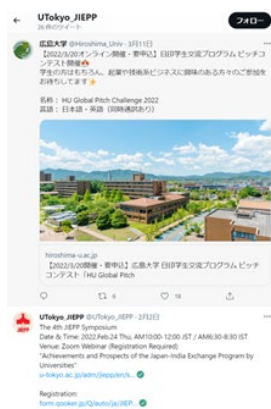 UTokyo_JIEPP
26 件のツイート
フォロー
広島大学 @Hiroshima_Univ · 3月11日
【2022/3/20オンライン開催・要申込】日印学生交流プログラム ピッチコ
ンテスト開催🔥
学生の方はもちろん、起業や技術系ビジネスに興味のある方々のご参加を
お待ちしてます✨
名称： HU Global Pitch Challenge 2022
言語： 日本語・英語（同時通訳あり）
hiroshima-u.ac.jp
【2022/3/20開催・要申込】広島大学 日印学生交流プログラム ピッチ
コンテスト「HU Global Pitch
6
18
UTokyo_JIEPP @UTokyo_JIEPP · 2月2日
The 4th JIEPP Symposium
Date & Time: 2022.Feb.24 Thu, AM10:00-12:00 JST / AM6:30-8:30 IST
Venue: Zoom Webinar (Registration Required)
"Achievements and Prospects of the Japan-India Exchange Program by
Universities"
u-tokyo.ac.jp/adm/jiepp/en/s...
Registration:
form.qooker.jp/Q/auto/ja/JIEP...